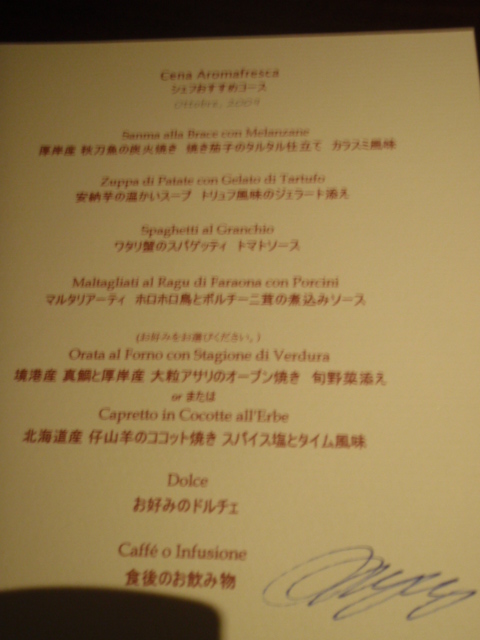 Cena Aromafresca
シェフおすすめコース
Ottobre, 2009
Sanma alla Brace con Melanzane
厚岸産 秋刀魚の炭火焼き 焼き茄子のタルタル仕立て カラスミ風味
Zuppa di Patate con Gelato di Tartufo
安納芋の温かいスープ トリュフ風味のジェラート添え
Spaghetti al Granchio
ワタリ蟹のスパゲッティ トマトソース
Maltagliati al Ragu di Faraona con Porcini
マルタリアーティ ホロホロ鳥とポルチーニ茸の煮込みソース
(お好みをお選びください。)
Orata al Forno con Stagione di Verdura
境港産 真鯛と厚岸産 大粒アサリのオーブン焼き 旬野菜添え
or または
Capretto in Cocotte all'Erbe
北海道産 仔山羊のココット焼き スパイス塩とタイム風味
Dolce
お好みのドルチェ
Caffé o Infusione
食後のお飲み物